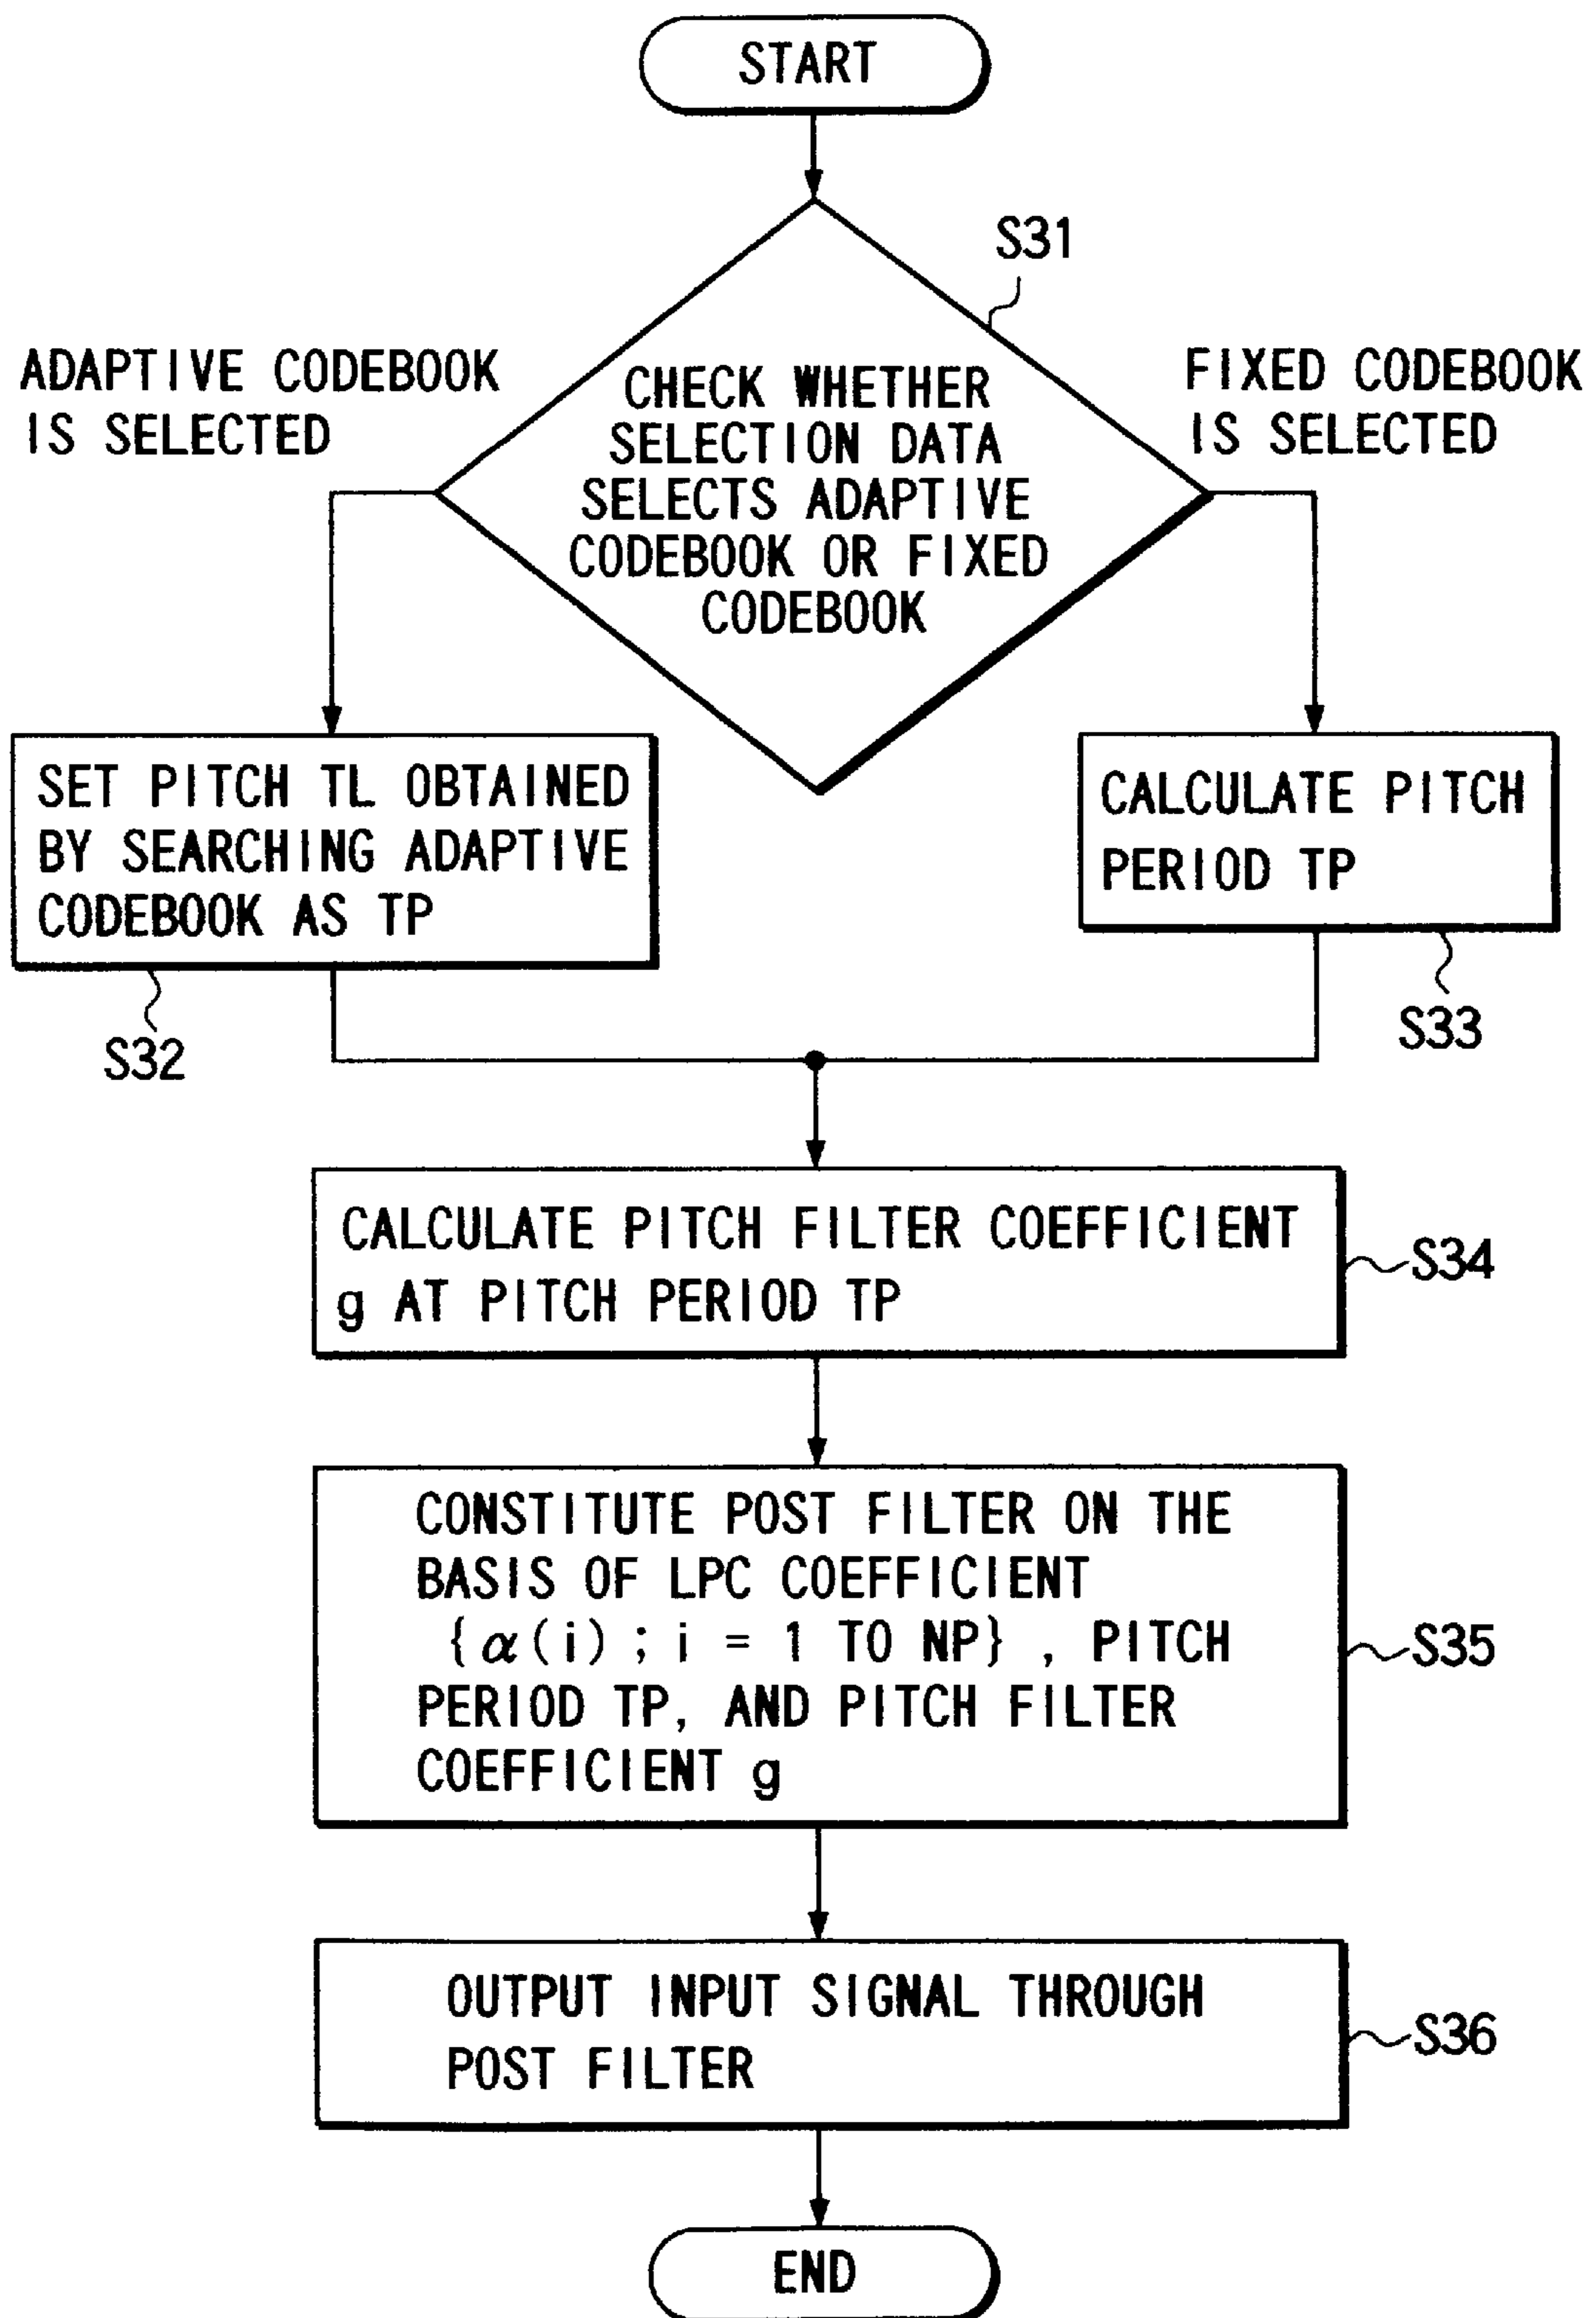 START
S31
ADAPTIVE CODEBOOK
IS SELECTED
FIXED CODEBOOK
IS SELECTED
CHECK WHETHER
SELECTION DATA
SELECTS ADAPTIVE
CODEBOOK OR FIXED
CODEBOOK
SET PITCH TL OBTAINED
BY SEARCHING ADAPTIVE
CODEBOOK AS TP
S32
CALCULATE PITCH
PERIOD TP
S33
CALCULATE PITCH FILTER COEFFICIENT
g AT PITCH PERIOD TP
S34
CONSTITUTE POST FILTER ON THE
BASIS OF LPC COEFFICIENT
{α(i) ; i = 1 TO NP} , PITCH
PERIOD TP, AND PITCH FILTER
COEFFICIENT g
S35
OUTPUT INPUT SIGNAL THROUGH
POST FILTER
S36
END